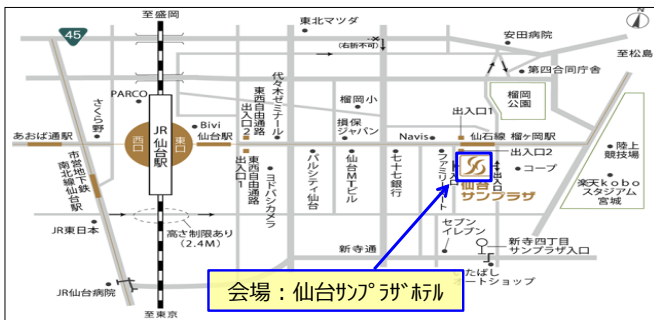 至盛岡
45
東北マツダ
(右折不可)
安田病院
至松島
第四合同庁舎
PARCO
さくら野
代々木ゼミナール
東西自由通路
出入口2
榴岡小
榴岡
公園
Bivi
損保
ジャパン
出入口1
あおば通駅
西口
JR
仙台駅
東口
仙台駅
Navis
仙石線 榴ヶ岡駅
出入口2
市営地下鉄
南北線仙台駅
出入口1
東西自由通路
ヨドバシカメラ
パルシティ仙台
仙台MTビル
七十七銀行
ファミリーマート
入口
仙台
サンプラザ
出入口
コープ
陸上
競技場
楽天kobo
スタジアム
宮城
JR東日本
高さ制限あり
(2.4M)
新寺通
セブン
イレブン
新寺四丁目
サンプラザ入口
いたばし
オートショップ
JR仙台病院
会場：仙台ｻﾝﾌﾟﾗｻﾞﾎﾃﾙ
至東京